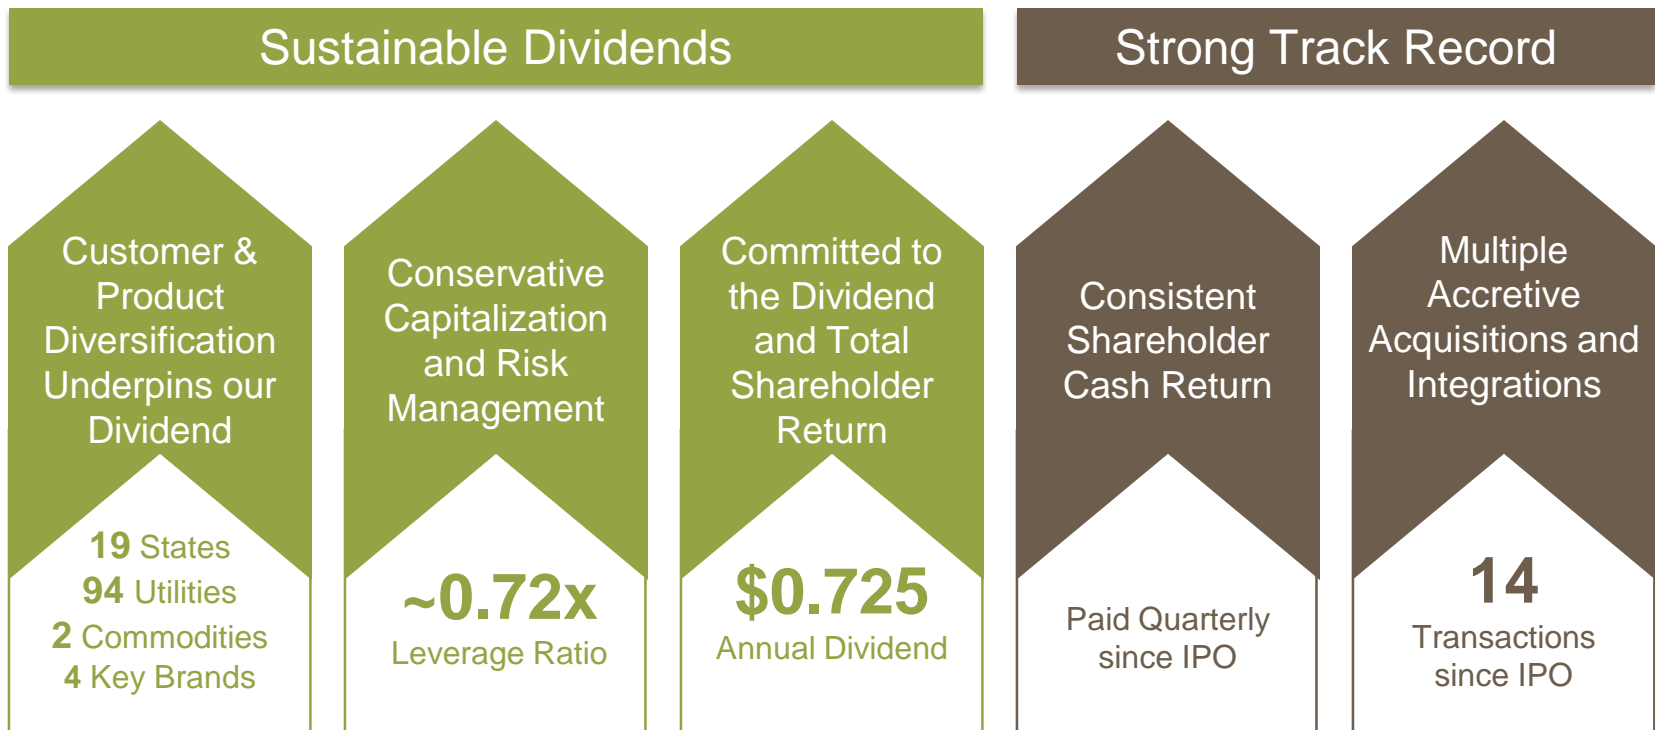 Sustainable Dividends
Strong Track Record
Customer &
Product
Diversification
Underpins our
Dividend
19 States
94 Utilities
2 Commodities
4 Key Brands
Conservative
Capitalization
and Risk
Management
~0.72x
Leverage Ratio
Committed to
the Dividend
and Total
Shareholder
Return
$0.725
Annual Dividend
Consistent
Shareholder
Cash Return
Paid Quarterly
since IPO
Multiple
Accretive
Acquisitions and
Integrations
14
Transactions
since IPO